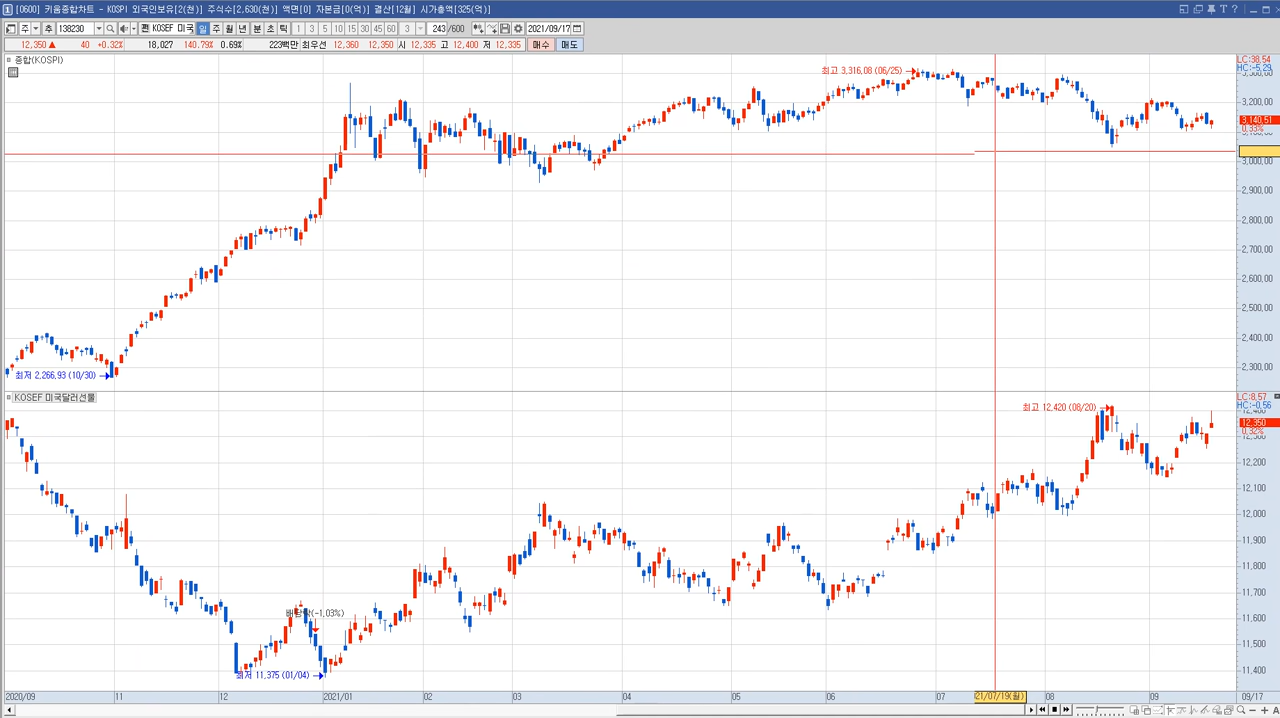 [0600] 키움종합차트 - KOSPI 외국인보유[2(천)] 주식수[2,630(천)] 액면[0] 자본금[0(억)] 결산[12월] 시가총액[325(억)]
주 추 138230 KOSEF 미국 일 주 월 년 분 초 틱 1 3 5 10 15 30 45 60 3 243 /600 2021/09/17
12,350 ▲ 40 +0.32% 18,027 140.79% 0.69% 223백만 최우선 12,360 12,350 시 12,335 고 12,400 저 12,335 매수 매도
종합(KOSPI)
LC:38.54
HC:-5.29
최고 3,316.08 (06/25)
3,300.00
3,200.00
3,140.51
0.33%
3,100.00
3,000.00
2,900.00
2,800.00
2,700.00
2,600.00
2,500.00
2,400.00
2,300.00
최저 2,266.93 (10/30)
KOSEF 미국달러선물
LC:8.57
HC:-0.56
최고 12,420 (08/20)
12,400
12,350
0.32%
12,300
12,200
12,100
12,000
11,900
11,800
11,700
배당락(-1.03%)
11,600
11,500
최저 11,375 (01/04)
11,400
2020/09 11 12 2021/01 02 03 04 05 06 07 21/07/19(월) 08 09 09/17